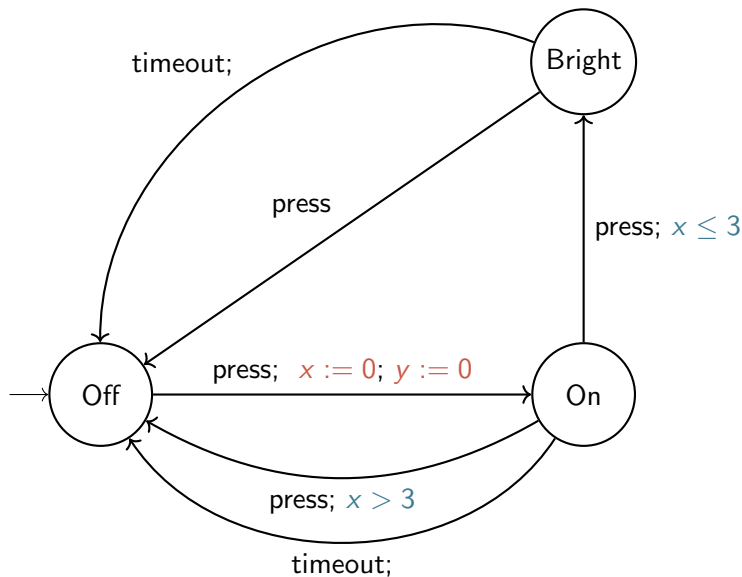 Bright
timeout;
press
press; x ≤ 3
press; x := 0; y := 0
Off
On
press; x > 3
timeout;